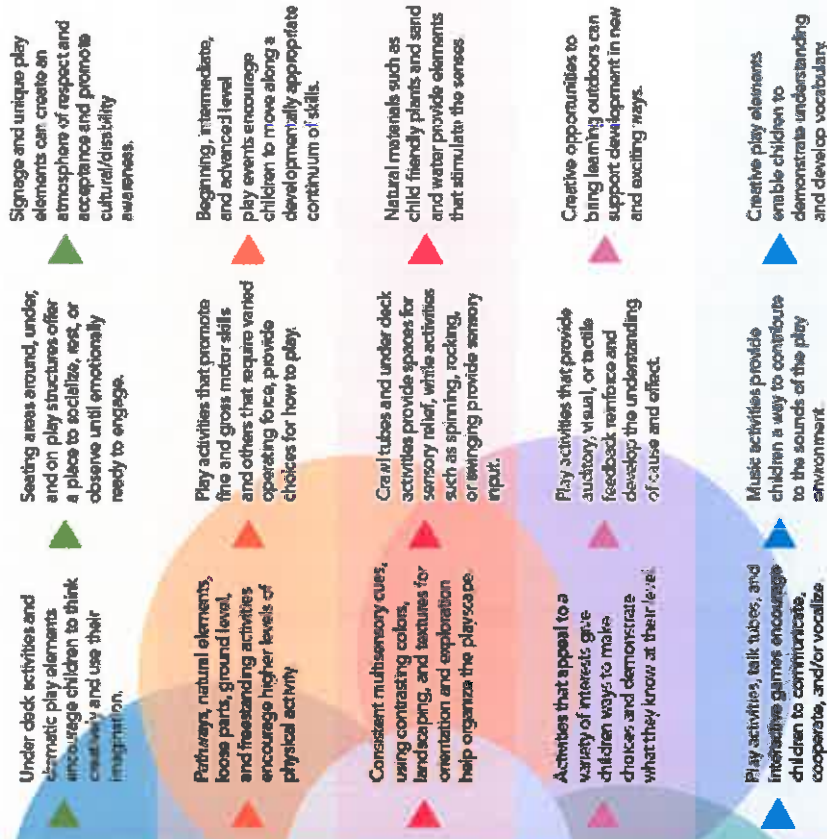 Under deck activities and
dramatic play elements
encourage children to think
creatively and use their
imagination.
Seating areas around, under,
and on play structures offer
a place to socialize, rest, or
observe until emotionally
ready to engage.
Signage and unique play
elements can create an
atmosphere of respect and
acceptance and promote
cultural/disability
awareness.
Pathways, natural elements,
loose parts, ground level,
and freestanding activities
encourage higher levels of
physical activity
Play activities that promote
fine and gross motor skills
and others that require varied
operating force, provide
choices for how to play.
Beginning, intermediate,
and advanced level
play events encourage
children to move along a
developmentally appropriate
continuum of skills.
Consistent multisensory cues,
using contrasting colors,
landscaping, and textures for
orientation and exploration
help organize the playscape.
Crawl tubes and under deck
activities provide spaces for
sensory relief, while activities
such as spinning, rocking,
or swinging provide sensory
input.
Natural materials such as
child friendly plants and sand
and water provide elements
that stimulate the senses.
Activities that appeal to a
variety of interests give
children ways to make
choices and demonstrate
what they know at their level.
Play activities that provide
auditory, visual, or tactile
feedback reinforce and
develop the understanding
of cause and effect.
Creative opportunities to
bring learning outdoors can
support development in new
and exciting ways.
Play activities, talk tubes, and
interactive games encourage
children to communicate,
cooperate, and/or vocalize.
Music activities provide
children a way to contribute
to the sounds of the play
environment.
Creative play elements
enable children to
demonstrate understanding
and develop vocabulary.